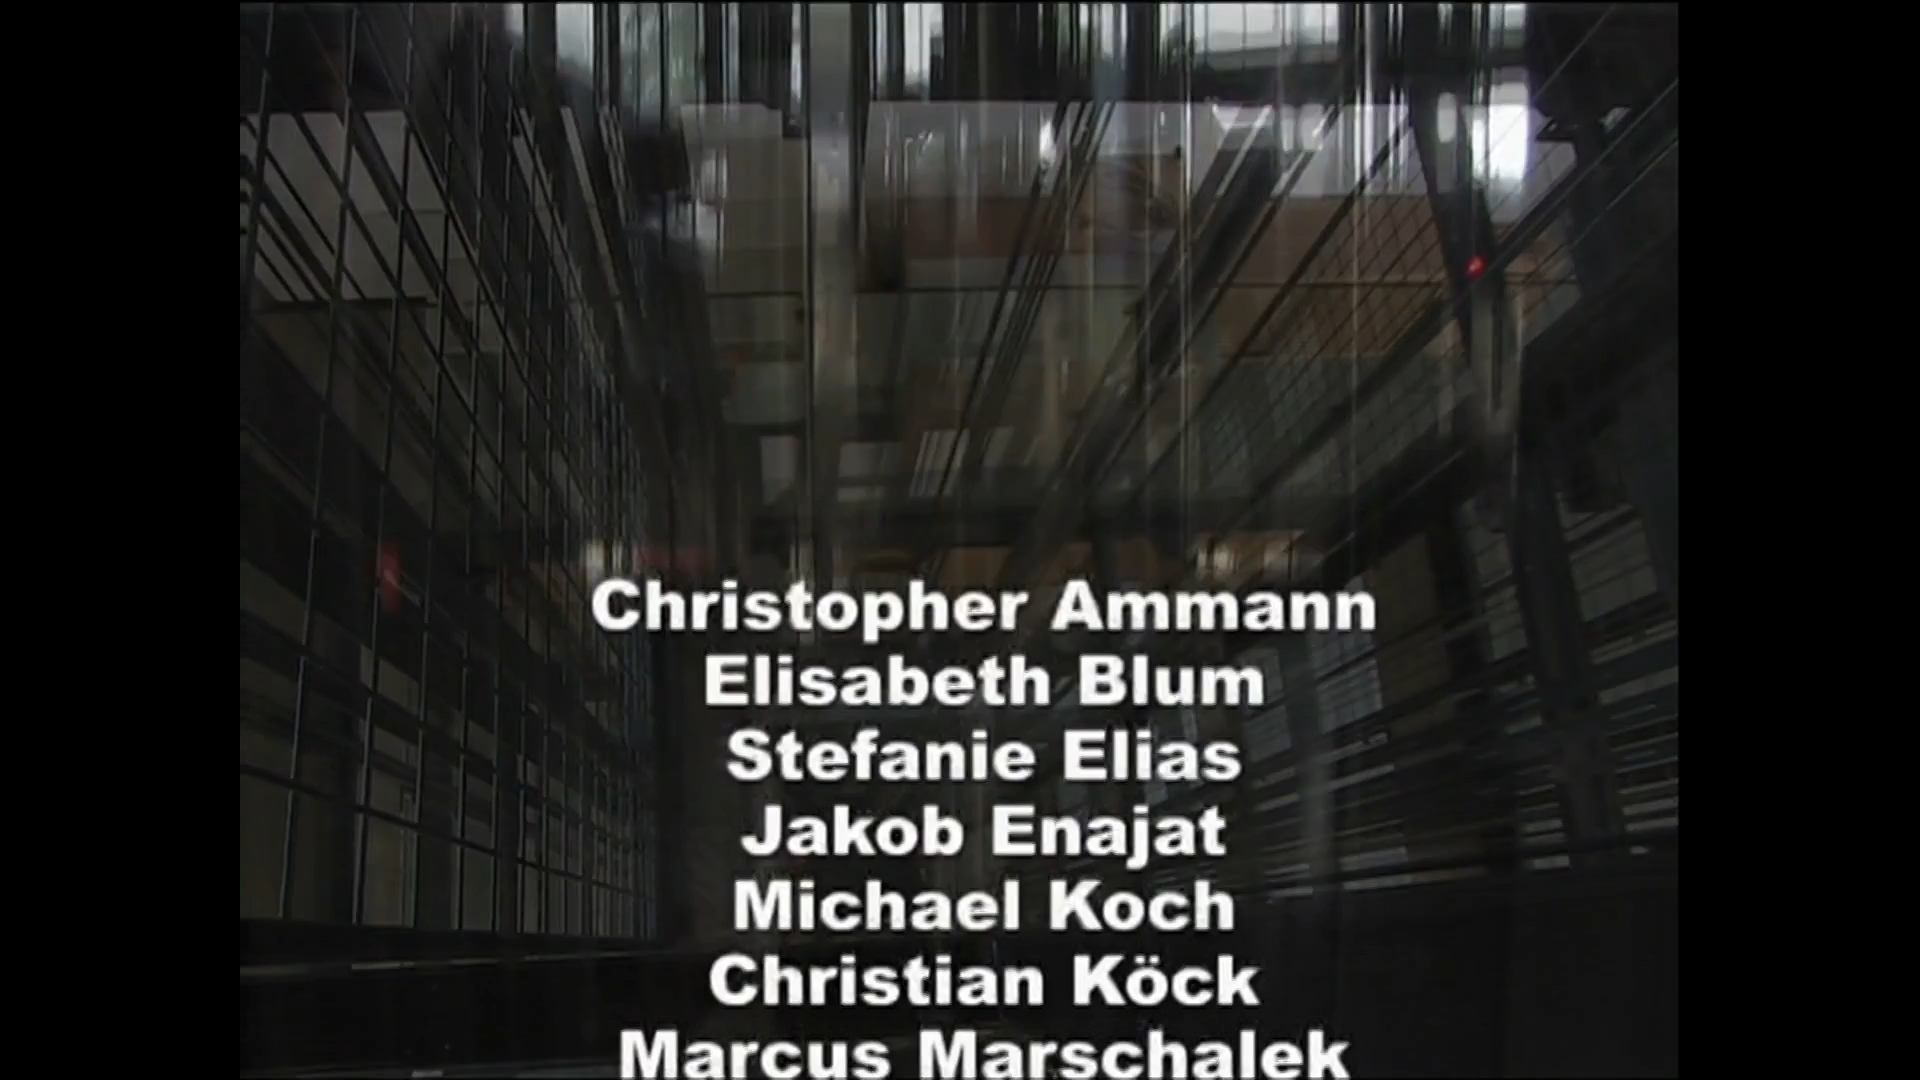 Christopher Ammann
Elisabeth Blum
Stefanie Elias
Jakob Enajat
Michael Koch
Christian Köck
Marcus Marschalek